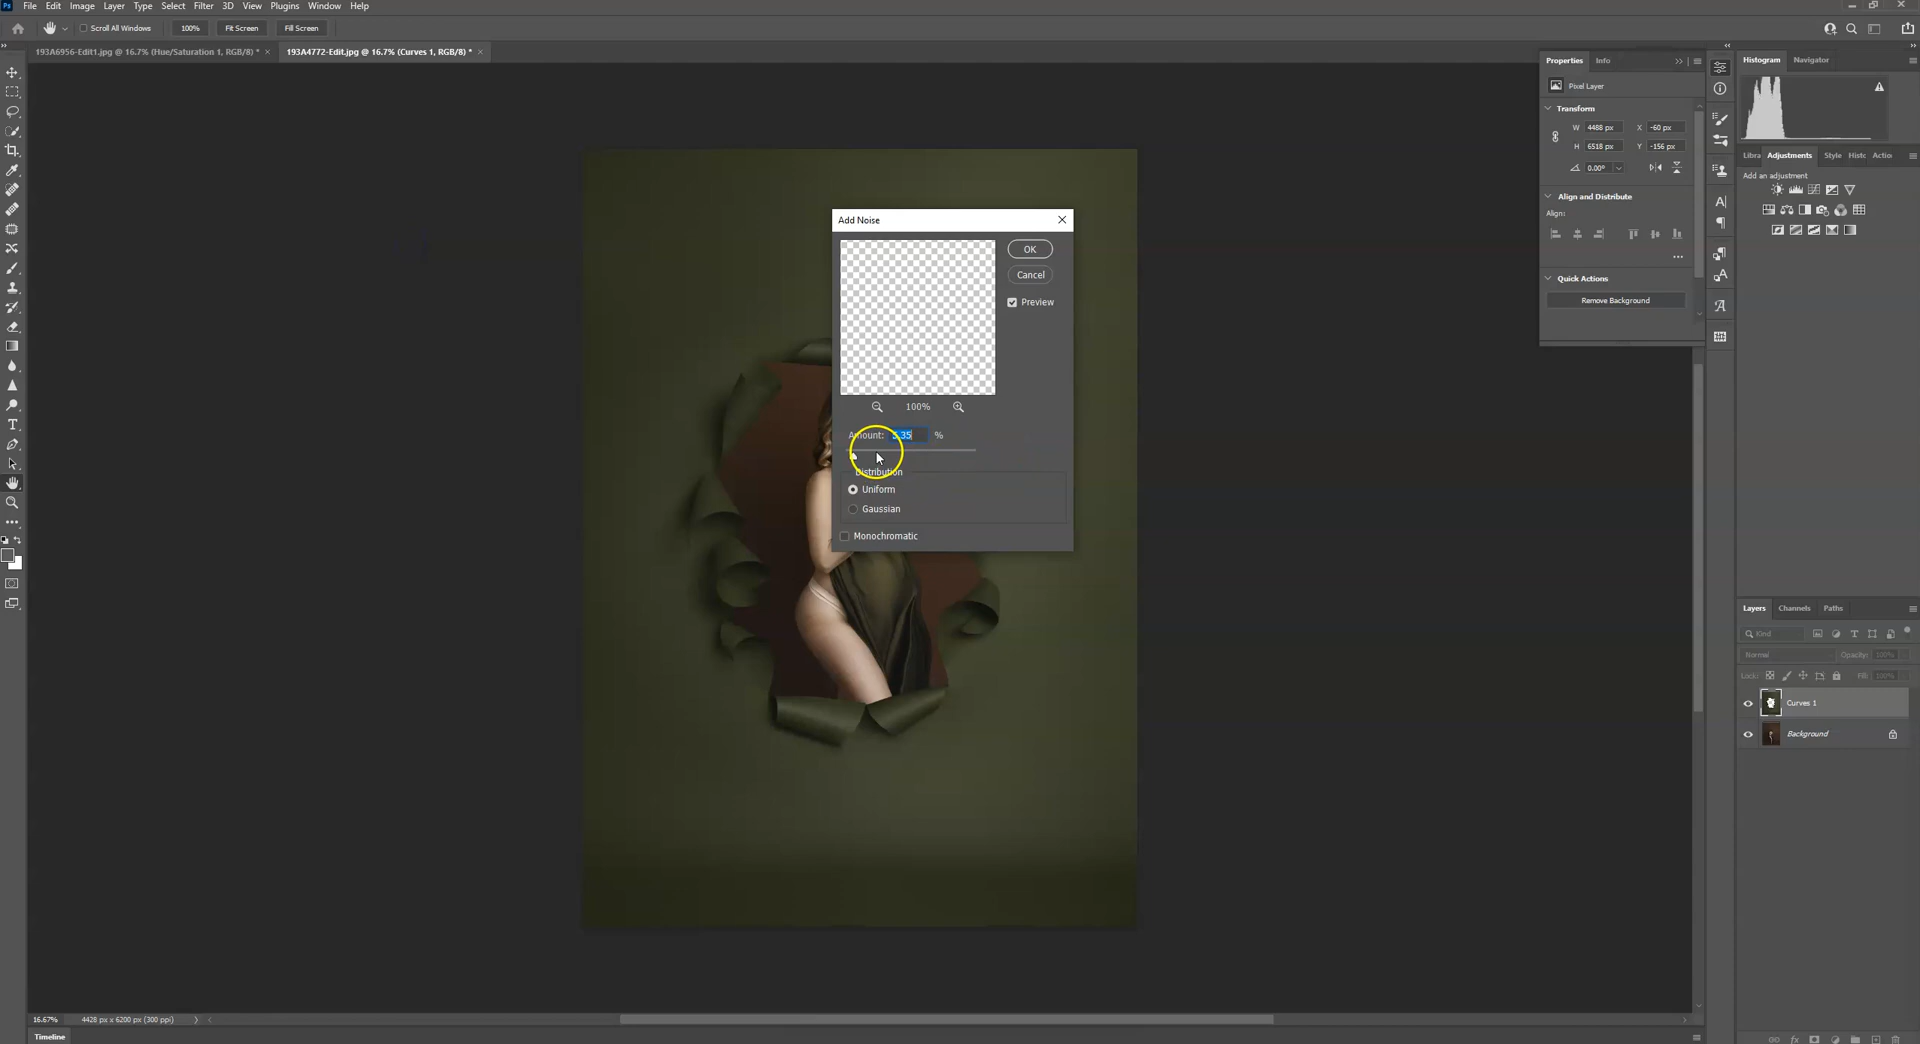 Ps File Edit Image Layer Type Select Filter 3D View Plugins Window Help
Scroll All Windows 100% Fit Screen Fill Screen
193A6956-Edit1.jpg @ 16.7% (Hue/Saturation 1, RGB/8) * × 193A4772-Edit.jpg @ 16.7% (Curves 1, RGB/8) * ×
Properties Info
Pixel Layer
Transform
W 4488 px X -60 px
H 6518 px Y -156 px
0.00°
Align and Distribute
Align:
Quick Actions
Remove Background
Histogram Navigator
Libra Adjustments Style Histc Actio
Add an adjustment
Add Noise
OK
Cancel
Preview
100%
Amount: 5.35 %
Distribution
Uniform
Gaussian
Monochromatic
Layers Channels Paths
Kind
Normal Opacity: 100%
Lock: Fill: 100%
Curves 1
Background
16.67% 4428 px x 6200 px (300 ppi)
Timeline